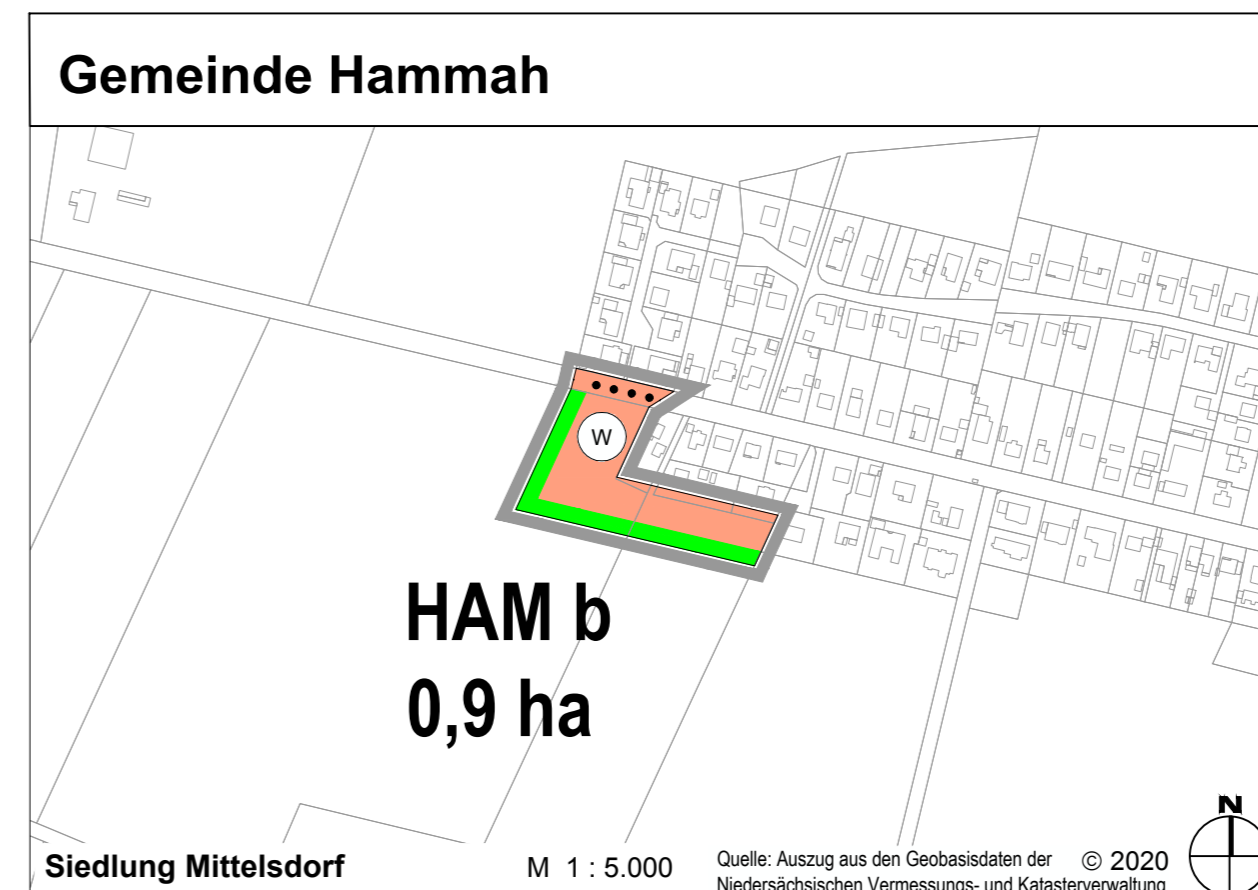 Gemeinde Hammah
W
HAM b
0,9 ha
N
Siedlung Mittelsdorf
M 1 : 5.000
Quelle: Auszug aus den Geobasisdaten der © 2020
Niedersächsischen Vermessungs- und Katasterverwaltung